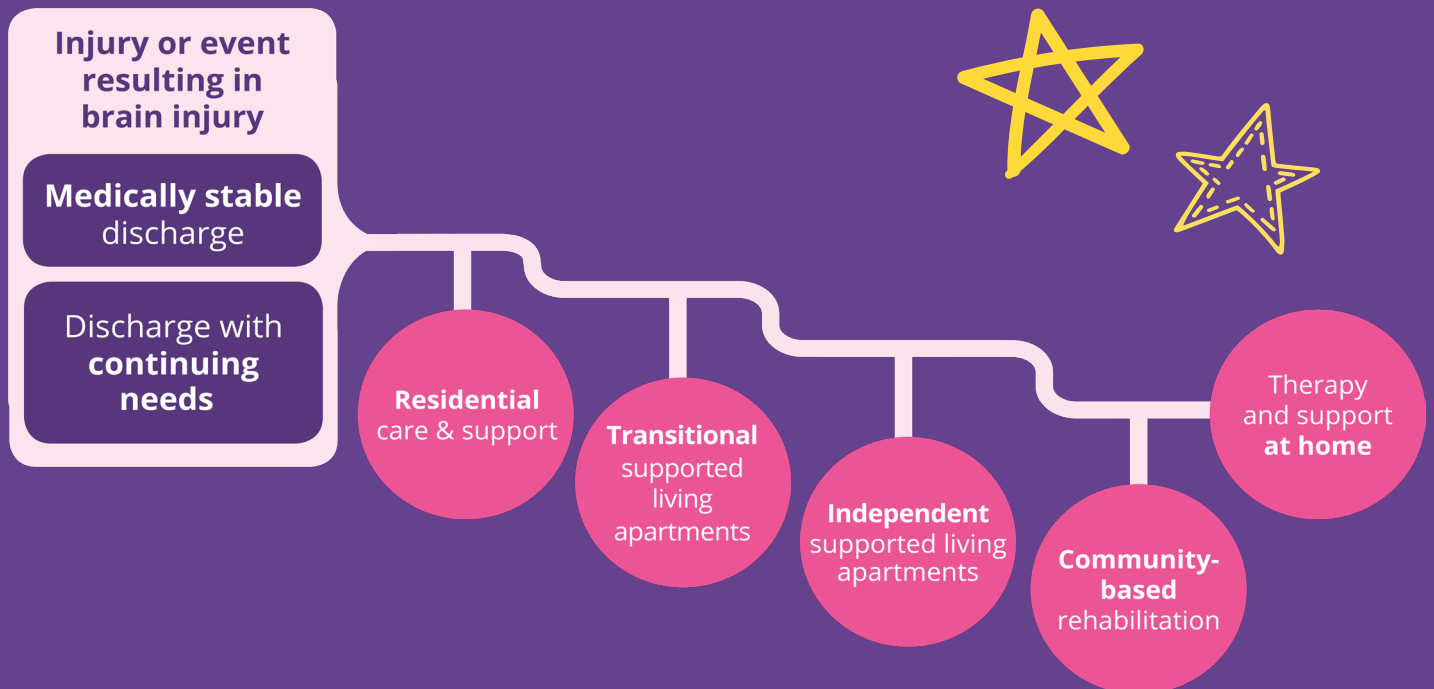 Injury or event
resulting in
brain injury
Medically stable
discharge
Discharge with
continuing
needs
Residential
care & support
Transitional
supported
living
apartments
Independent
supported living
apartments
Community-
based
rehabilitation
Therapy
and support
at home